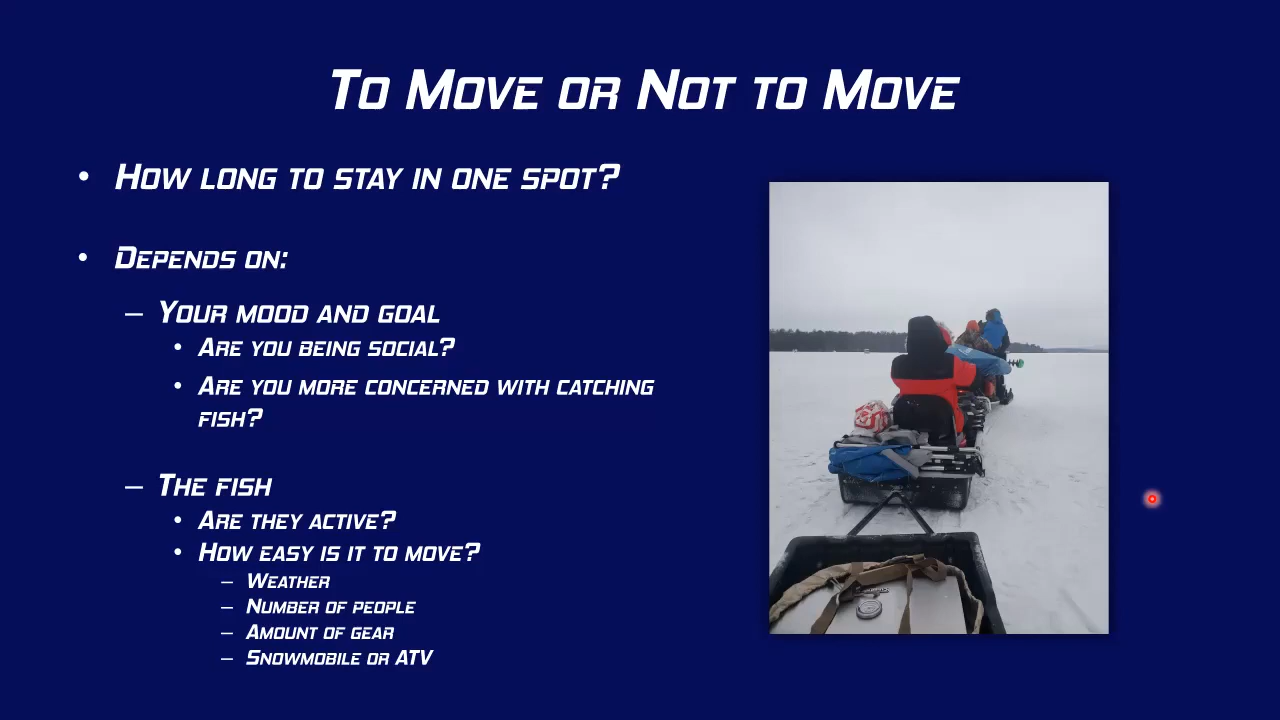 To Move or Not to Move
• How long to stay in one spot?
• Depends on:
– Your mood and goal
• Are you being social?
• Are you more concerned with catching
fish?
– The fish
• Are they active?
• How easy is it to move?
– Weather
– Number of people
– Amount of gear
– Snowmobile or ATV